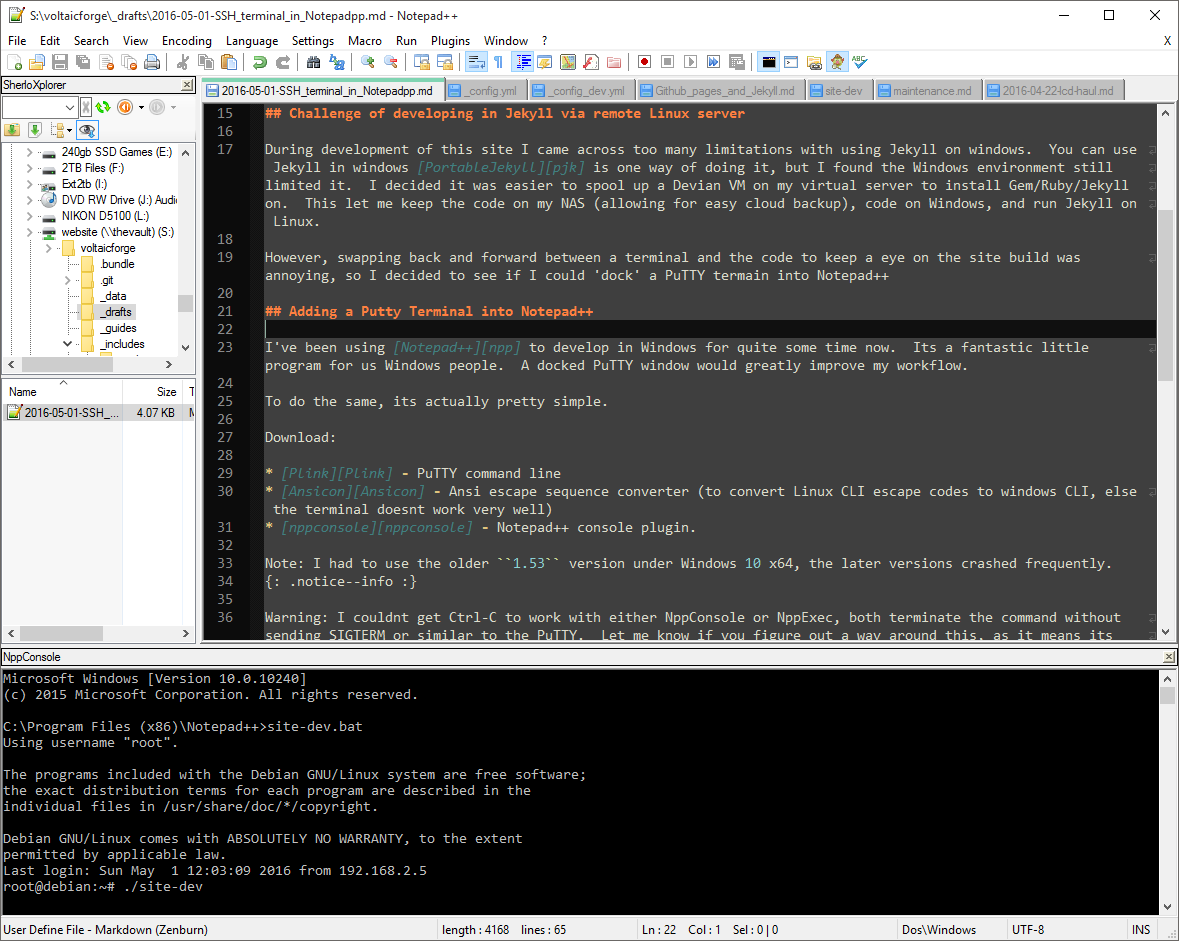 S:\voltaicforge\_drafts\2016-05-01-SSH_terminal_in_Notepadpp.md - Notepad++
File Edit Search View Encoding Language Settings Macro Run Plugins Window ? X
SherloXplorer
2016-05-01-SSH_terminal_in_Notepadpp.md _config.yml _config_dev.yml Github_pages_and_Jekyll.md site-dev maintenance.md 2016-04-22-lcd-haul.md
240gb SSD Games (E:)
2TB Files (F:)
Ext2tb (I:)
DVD RW Drive (J:) Audi
NIKON D5100 (L:)
website (\\thevault) (S:)
voltaicforge
.bundle
.git
_data
_drafts
_guides
_includes
Name Size T
2016-05-01-SSH_... 4.07 KB M
15 ## Challenge of developing in Jekyll via remote Linux server
16
17 During development of this site I came across too many limitations with using Jekyll on windows.  You can use
Jekyll in windows [PortableJekyll][pjk] is one way of doing it, but I found the Windows environment still
limited it.  I decided it was easier to spool up a Devian VM on my virtual server to install Gem/Ruby/Jekyll
on.  This let me keep the code on my NAS (allowing for easy cloud backup), code on Windows, and run Jekyll on
Linux.
18
19 However, swapping back and forward between a terminal and the code to keep a eye on the site build was
annoying, so I decided to see if I could 'dock' a PuTTY termain into Notepad++
20
21 ## Adding a Putty Terminal into Notepad++
22
23 I've been using [Notepad++][npp] to develop in Windows for quite some time now.  Its a fantastic little
program for us Windows people.  A docked PuTTY window would greatly improve my workflow.
24
25 To do the same, its actually pretty simple.
26
27 Download:
28
29 * [Plink][Plink] - PuTTY command line
30 * [Ansicon][Ansicon] - Ansi escape sequence converter (to convert Linux CLI escape codes to windows CLI, else
the terminal doesnt work very well)
31 * [nppconsole][nppconsole] - Notepad++ console plugin.
32
33 Note: I had to use the older ``1.53`` version under Windows 10 x64, the later versions crashed frequently.
34 {: .notice--info :}
35
36 Warning: I couldnt get Ctrl-C to work with either NppConsole or NppExec, both terminate the command without
sending SIGTERM or similar to the PuTTY.  Let me know if you figure out a way around this, as it means its
NppConsole
Microsoft Windows [Version 10.0.10240]
(c) 2015 Microsoft Corporation. All rights reserved.
C:\Program Files (x86)\Notepad++>site-dev.bat
Using username "root".
The programs included with the Debian GNU/Linux system are free software;
the exact distribution terms for each program are described in the
individual files in /usr/share/doc/*/copyright.
Debian GNU/Linux comes with ABSOLUTELY NO WARRANTY, to the extent
permitted by applicable law.
Last login: Sun May  1 12:03:09 2016 from 192.168.2.5
root@debian:~# ./site-dev
User Define File - Markdown (Zenburn) length : 4168 lines : 65 Ln : 22 Col : 1 Sel : 0 | 0 Dos\Windows UTF-8 INS